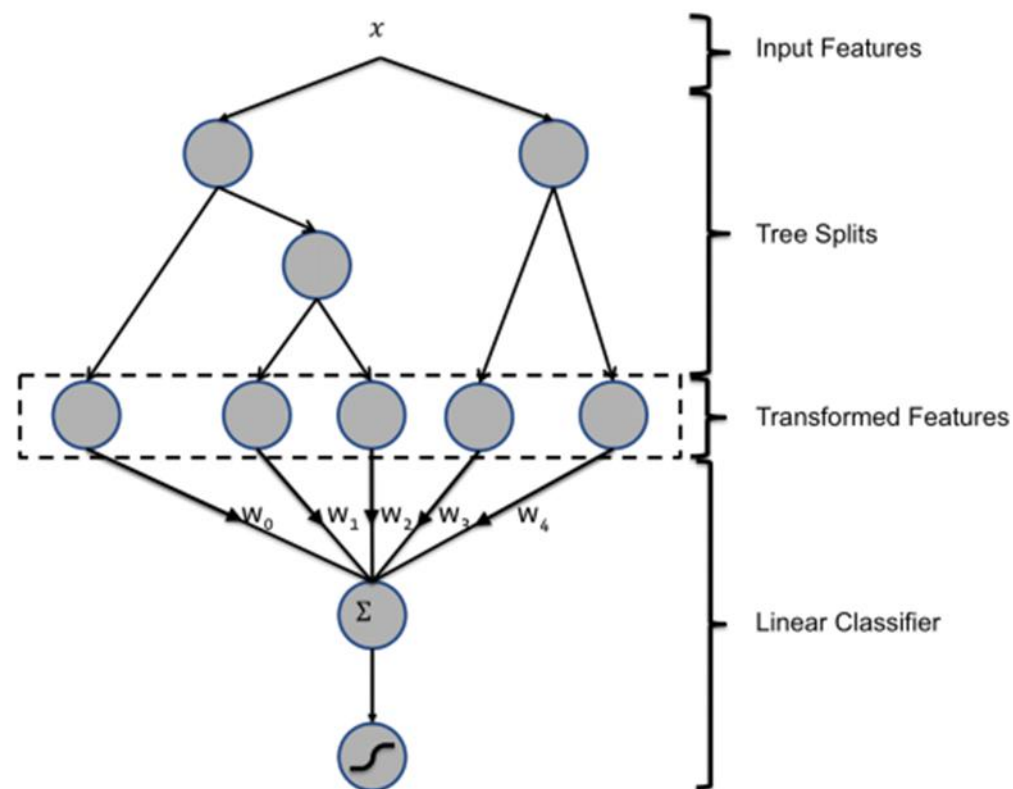 x
Input Features
Tree Splits
Transformed Features
W₀ W₁ W₂ W₃ W₄
Σ
Linear Classifier